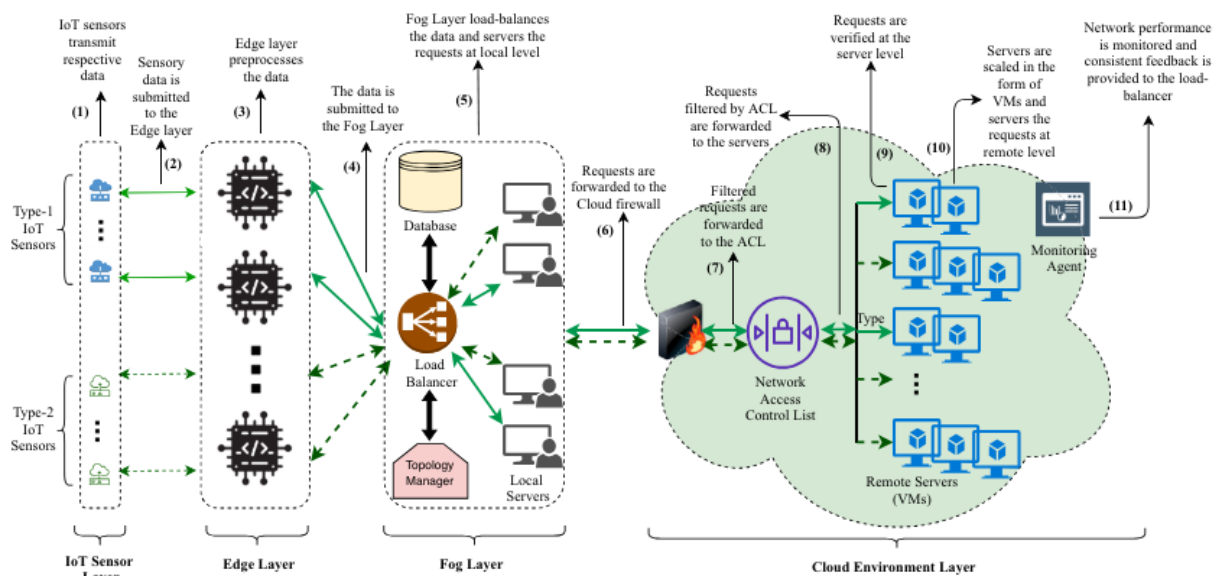 IoT sensors
transmit
respective
data
(1)
Sensory
data is
submitted
to the
Edge layer
(2)
Edge layer
preprocesses
the data
(3)
The data is
submitted to
the Fog Layer
(4)
Fog Layer load-balances
the data and servers the
requests at local level
(5)
Requests are
forwarded to the
Cloud firewall
(6)
Filtered
requests are
forwarded
to the ACL
(7)
Requests
filtered by ACL
are forwarded
to the servers
(8)
Requests are
verified at the
server level
(9)
Servers are
scaled in the
form of
VMs and
servers the
requests at
remote level
(10)
Network performance
is monitored and
consistent feedback is
provided to the load-
balancer
(11)
Type-1
IoT
Sensors
Type-2
IoT
Sensors
Database
Load
Balancer
Topology
Manager
Local
Servers
Network
Access
Control List
Type
Remote Servers
(VMs)
Monitoring
Agent
IoT Sensor
Layer
Edge Layer
Fog Layer
Cloud Environment Layer